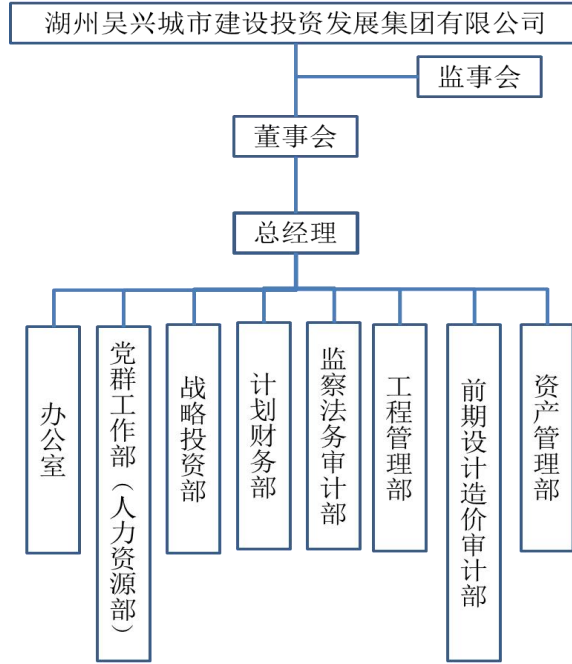 湖州吴兴城市建设投资发展集团有限公司
监事会
董事会
总经理
办公室
党群工作部（人力资源部）
战略投资部
计划财务部
监察法务审计部
工程管理部
前期设计造价审计部
资产管理部